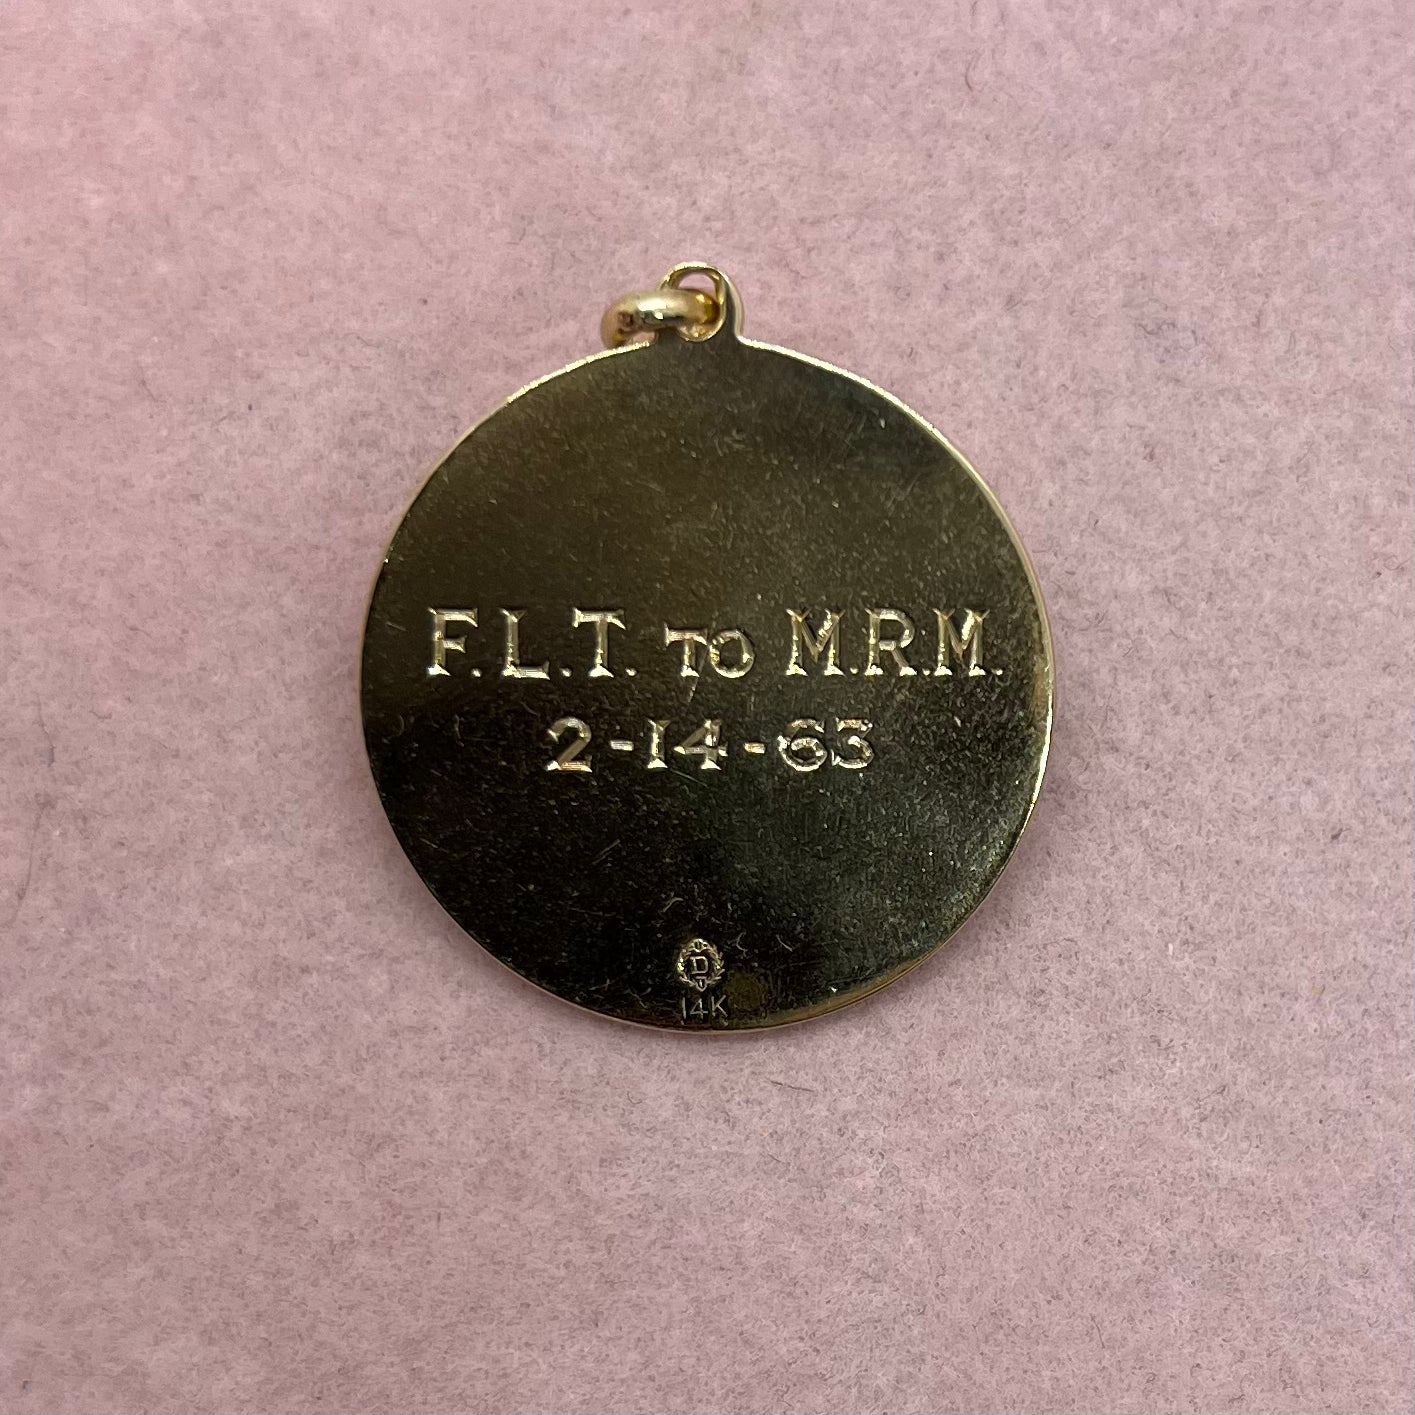 F.L.T. TO M.R.M.
2-14-63
D
14K